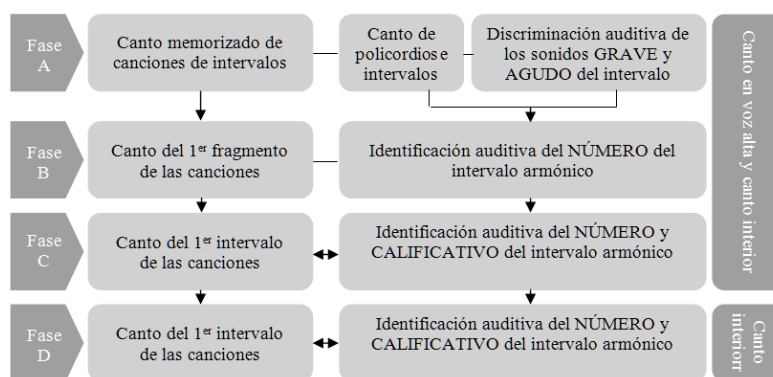 Fase
A
Canto memorizado de
canciones de intervalos
Canto de
policordios e
intervalos
Discriminación auditiva de
los sonidos GRAVE y
AGUDO del intervalo
Fase
B
Canto del 1er fragmento
de las canciones
Identificación auditiva del NÚMERO del
intervalo armónico
Fase
C
Canto del 1er intervalo
de las canciones
Identificación auditiva del NÚMERO y
CALIFICATIVO del intervalo armónico
Canto en voz alta y canto interior
Fase
D
Canto del 1er intervalo
de las canciones
Identificación auditiva del NÚMERO y
CALIFICATIVO del intervalo armónico
Canto
interiorr